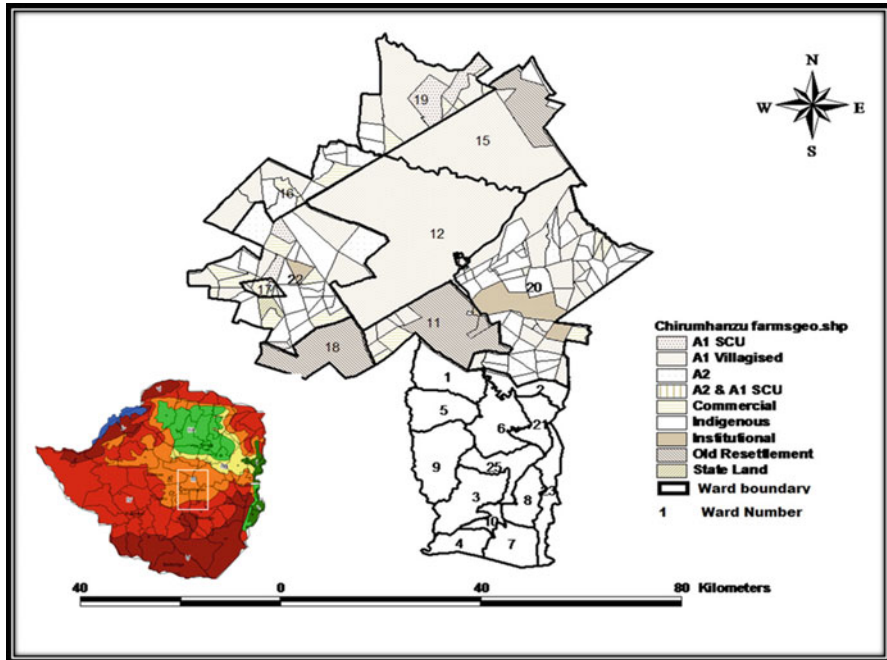 N
W E
S
19
15
16
12
22
17
20
11
18
1
2
5
21
6
9
25
3
8
23
10
4
7
Chirumhanzu farmsgeo.shp
A1 SCU
A1 Villagised
A2
A2 & A1 SCU
Commercial
Indigenous
Institutional
Old Resettlement
State Land
Ward boundary
1 Ward Number
40 0 40 80 Kilometers